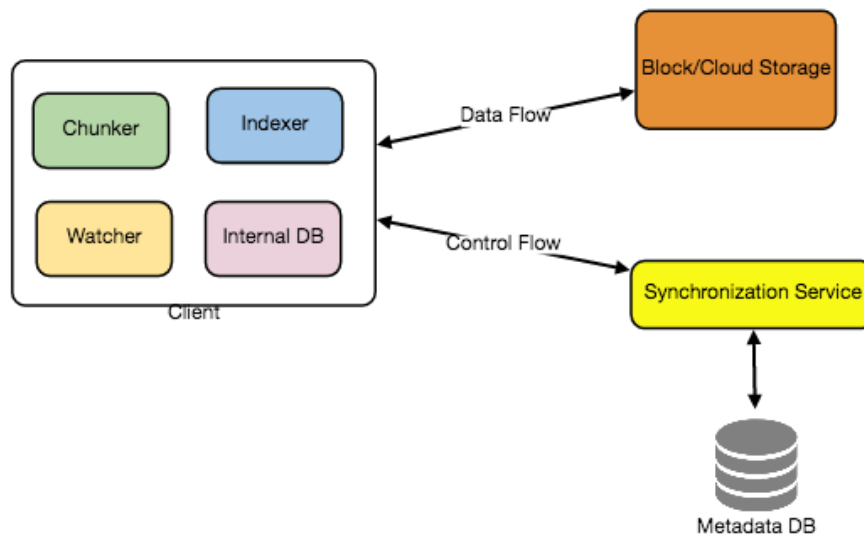 Block/Cloud Storage
Chunker
Indexer
Data Flow
Watcher
Internal DB
Control Flow
Client
Synchronization Service
Metadata DB